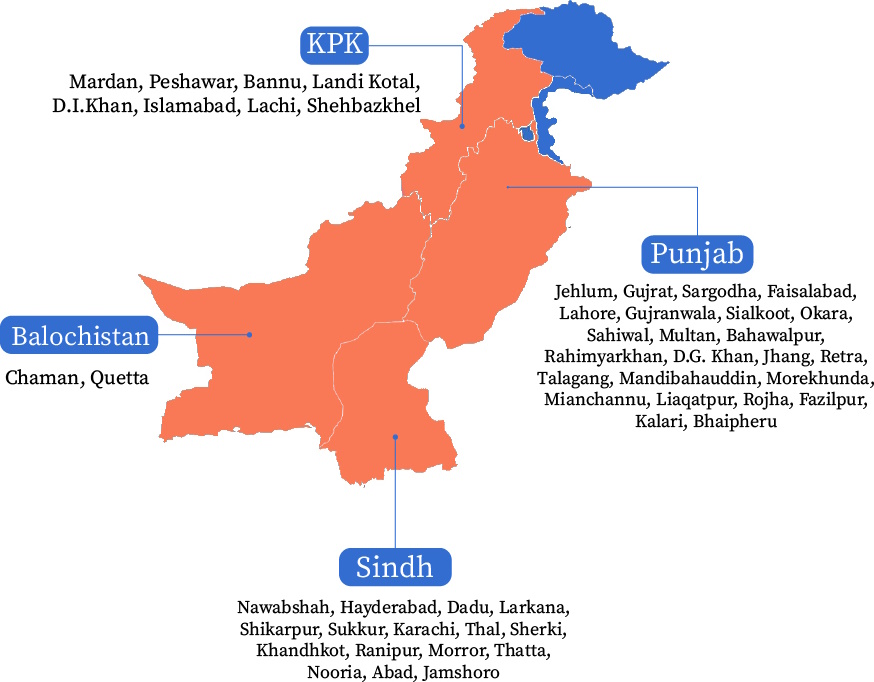 KPK
Mardan, Peshawar, Bannu, Landi Kotal,
D.I.Khan, Islamabad, Lachi, Shehbazkhel
Punjab
Jehlum, Gujrat, Sargodha, Faisalabad,
Lahore, Gujranwala, Sialkoot, Okara,
Sahiwal, Multan, Bahawalpur,
Rahimyarkhan, D.G. Khan, Jhang, Retra,
Talagang, Mandibahauddin, Morekhunda,
Mianchannu, Liaqatpur, Rojha, Fazilpur,
Kalari, Bhaipheru
Balochistan
Chaman, Quetta
Sindh
Nawabshah, Hayderabad, Dadu, Larkana,
Shikarpur, Sukkur, Karachi, Thal, Sherki,
Khandhkot, Ranipur, Morror, Thatta,
Nooria, Abad, Jamshoro